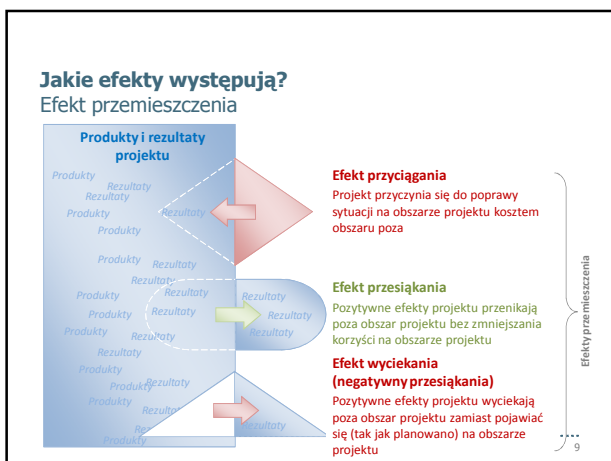 Jakie efekty występują?
Efekt przemieszczenia
Produkty i rezultaty
projektu
Produkty
Rezultaty
Rezultaty
Produkty
Rezultaty
Produkty
Produkty
Rezultaty
Rezultaty
Produkty
Rezultaty
Rezultaty
Produkty
Rezultaty
Rezultaty
Produkty
Rezultaty
Rezultaty
Produkty
Rezultaty
Produkty
Produkty
Rezultaty
Produkty
Rezultaty
Produkty
Rezultaty
Efekt przyciągania
Projekt przyczynia się do poprawy
sytuacji na obszarze projektu kosztem
obszaru poza
Efekt przesiąkania
Pozytywne efekty projektu przenikają
poza obszar projektu bez zmniejszania
korzyści na obszarze projektu
Efekt wyciekania
(negatywny przesiąkania)
Pozytywne efekty projektu wyciekają
poza obszar projektu zamiast pojawiać
się (tak jak planowano) na obszarze
projektu
Efekty przemieszczenia
9